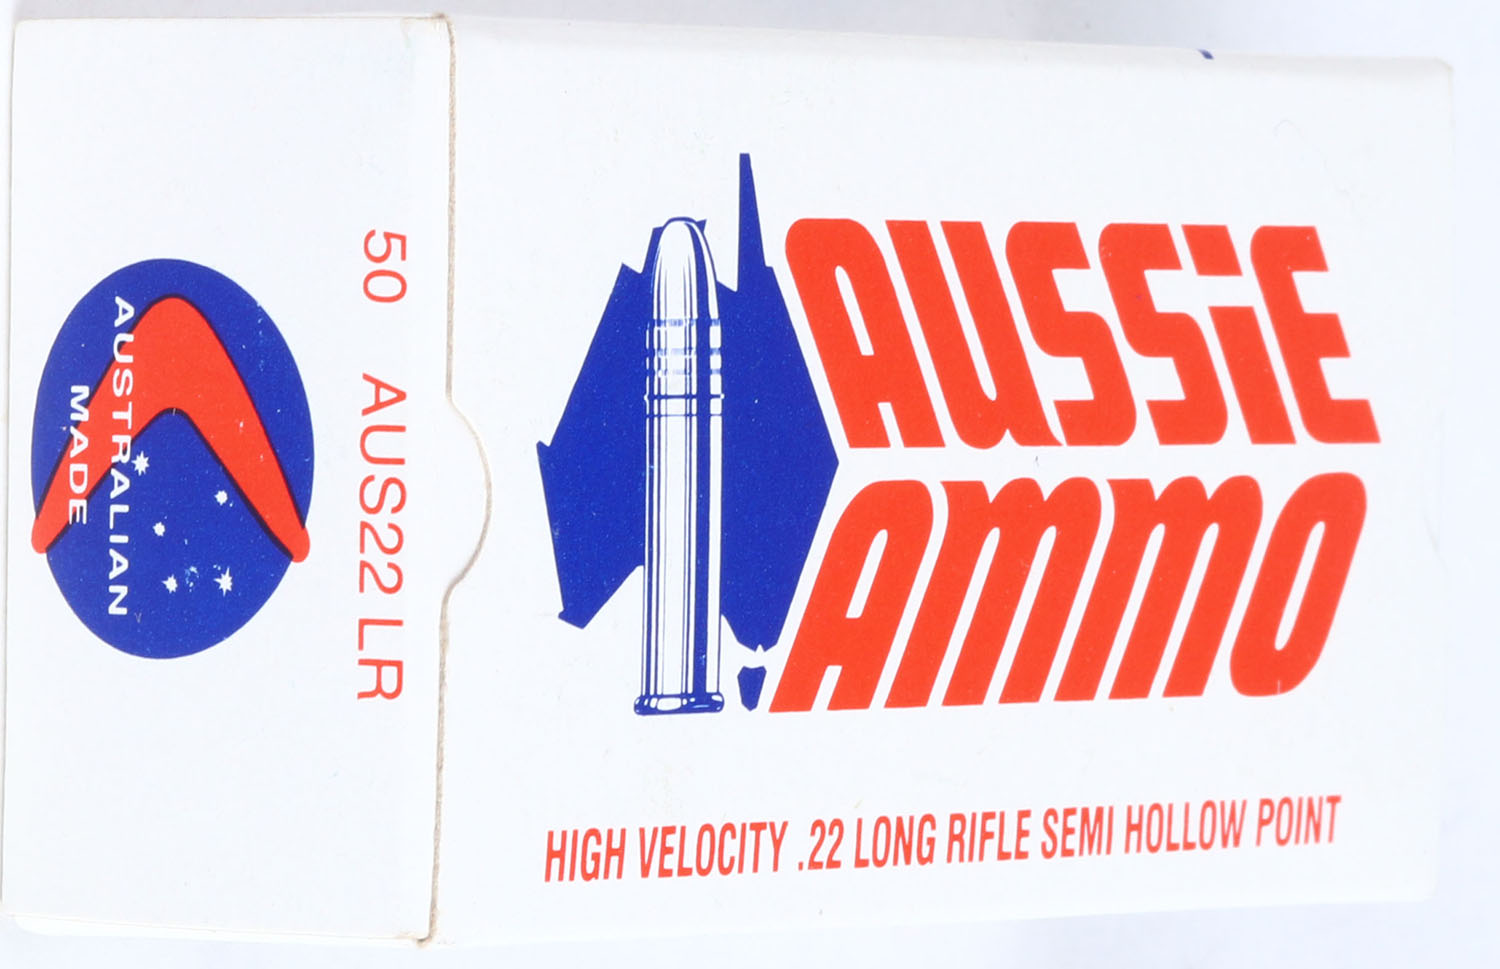 AUSSiE
AMMO
HIGH VELOCITY .22 LONG RIFLE SEMI HOLLOW POINT
50 AUS22 LR
AUSTRALIAN
MADE